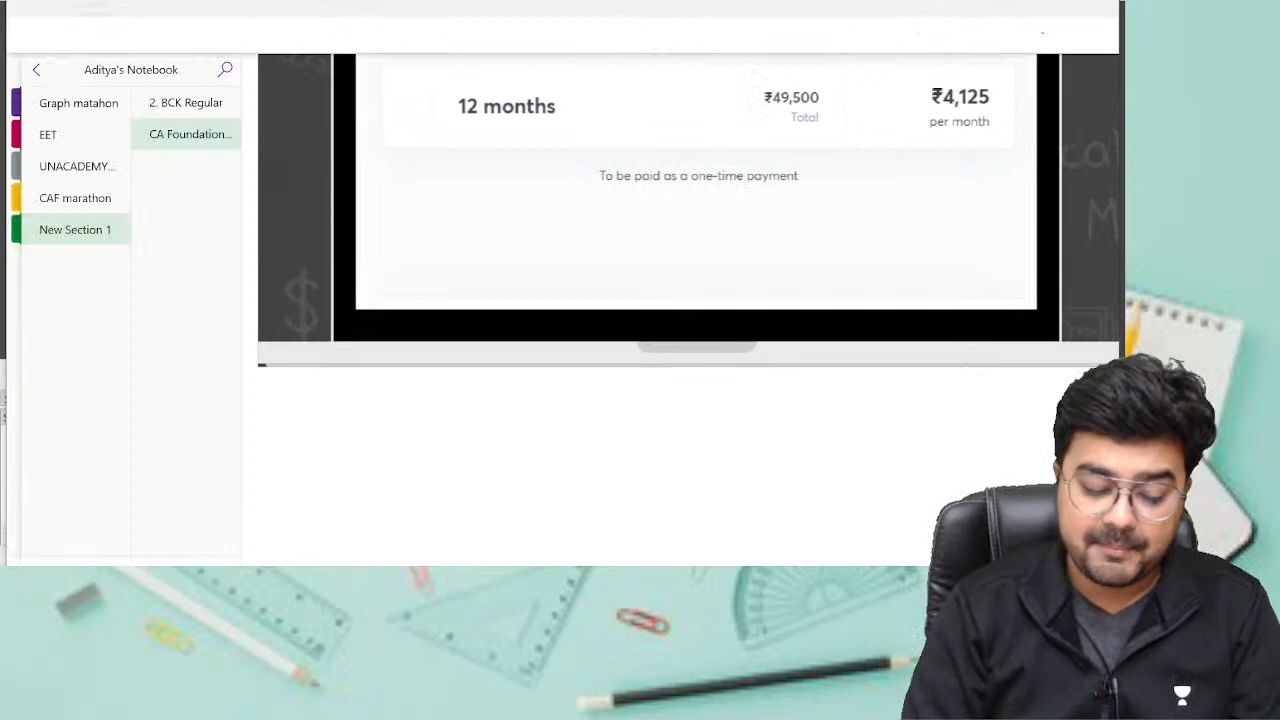 Aditya's Notebook
Graph matahon
EET
UNACADEMY...
CAF marathon
New Section 1
2. BCK Regular
CA Foundation...
12 months
₹49,500
Total
₹4,125
per month
To be paid as a one-time payment
cal
M
$